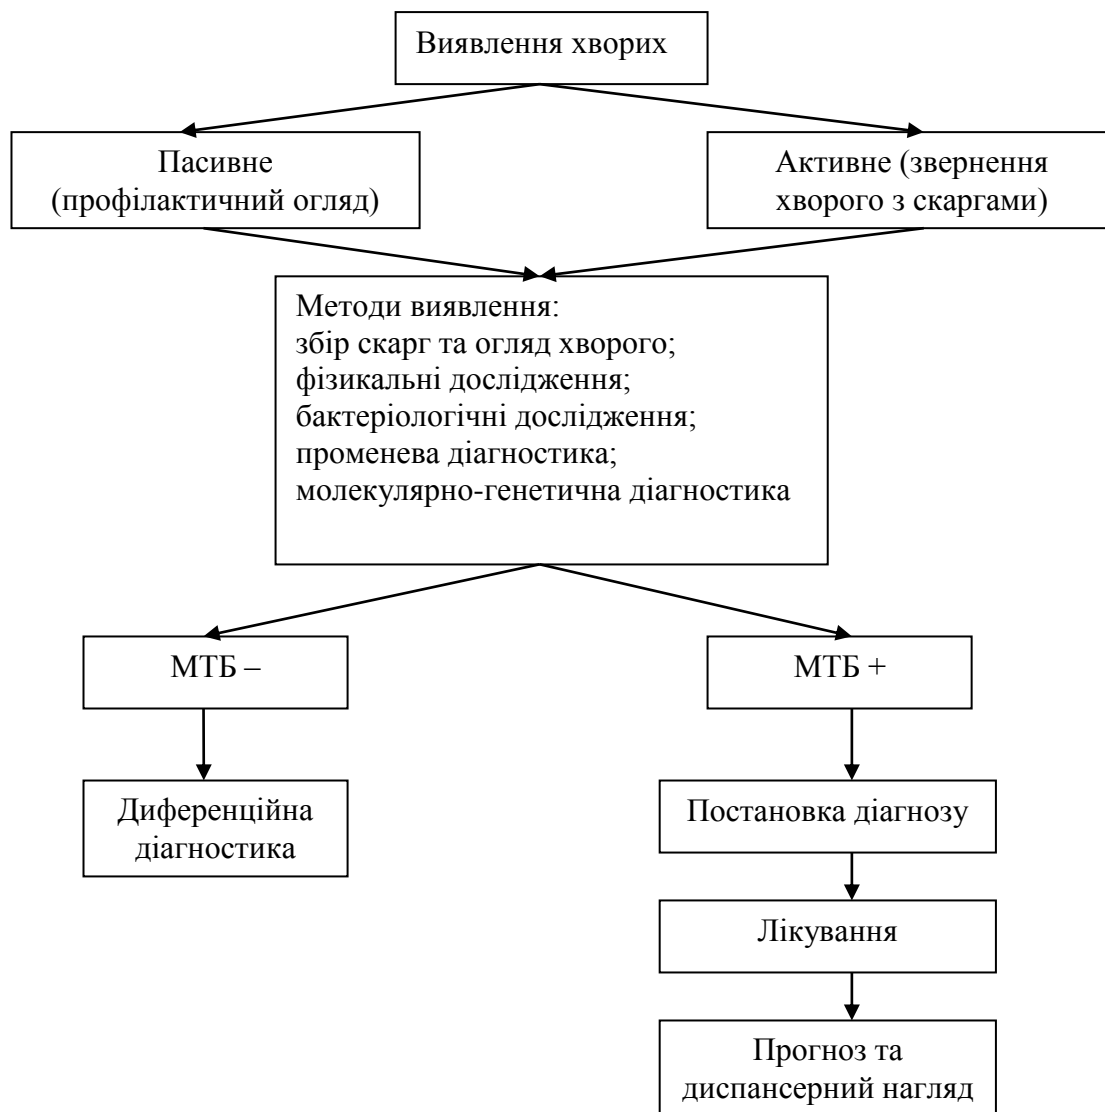 Виявлення хворих
Пасивне
(профілактичний огляд)
Активне (звернення
хворого з скаргами)
Методи виявлення:
збір скарг та огляд хворого;
фізикальні дослідження;
бактеріологічні дослідження;
променева діагностика;
молекулярно-генетична діагностика
МТБ –
МТБ +
Диференційна
діагностика
Постановка діагнозу
Лікування
Прогноз та
диспансерний нагляд